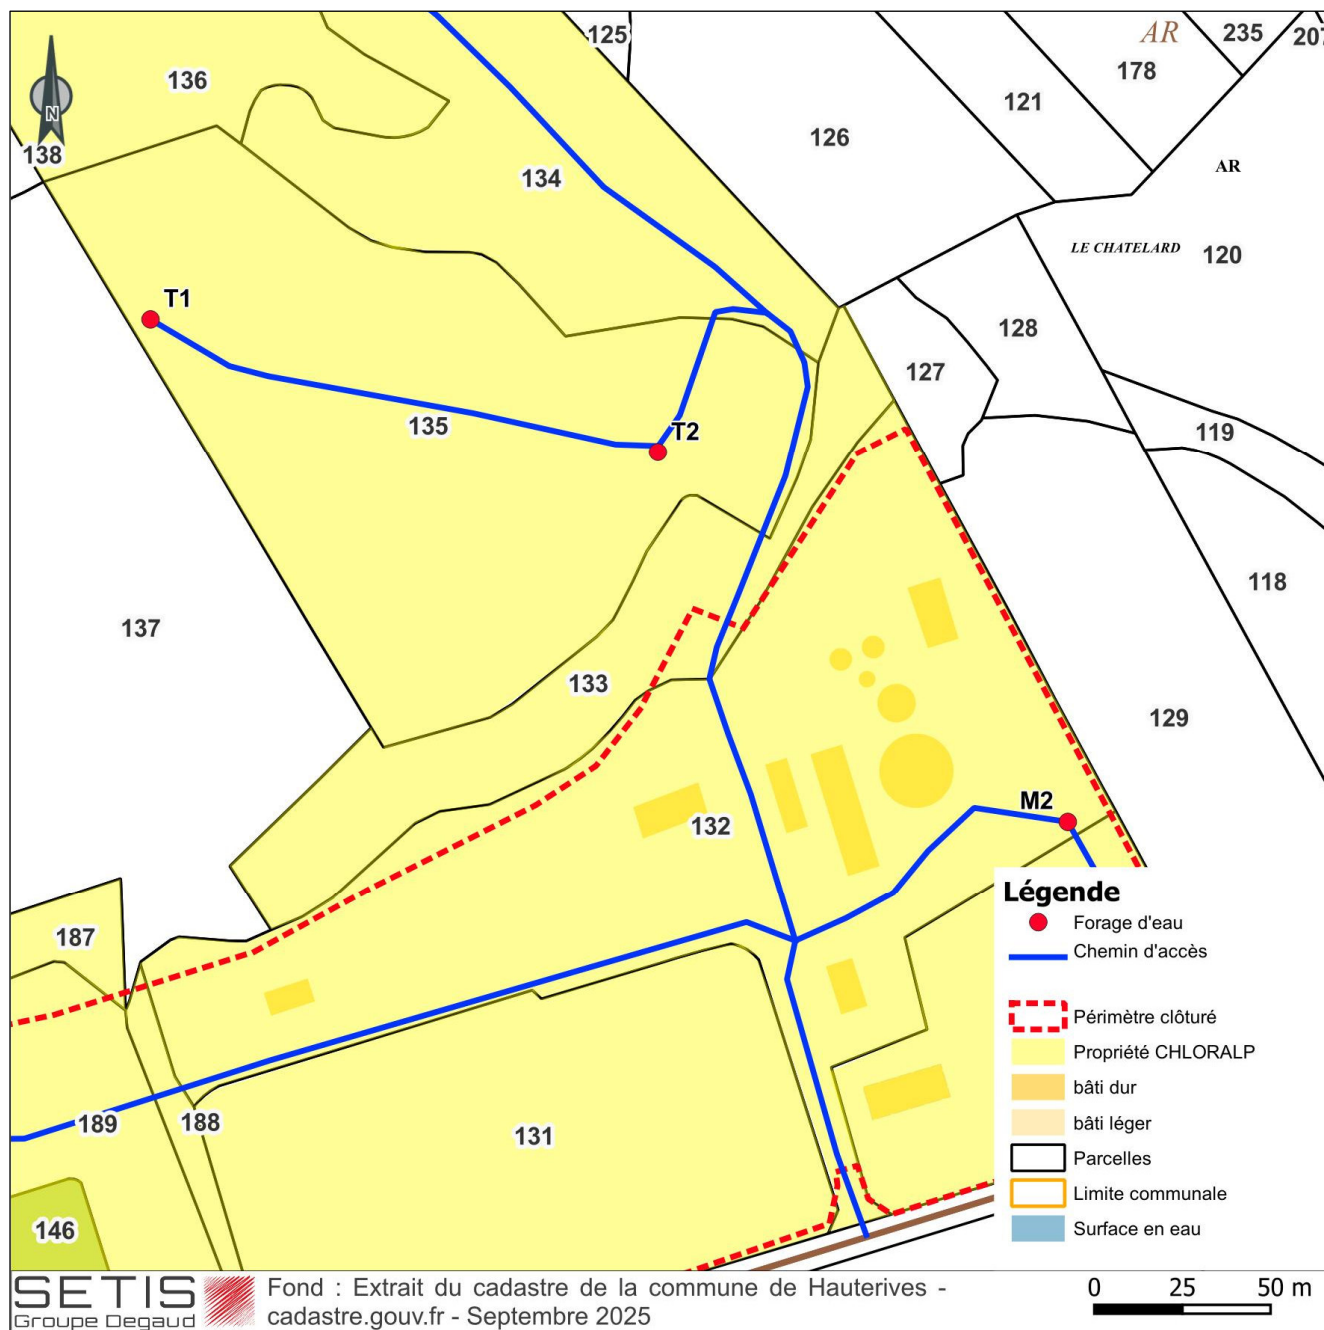 125
AR
235
207
136
178
121
126
N
138
134
AR
LE CHATELARD
120
T1
128
127
135
T2
119
118
137
133
129
M2
132
187
189
188
131
146
Légende
Forage d'eau
Chemin d'accès
Périmètre clôturé
Propriété CHLORALP
bâti dur
bâti léger
Parcelles
Limite communale
Surface en eau
SETIS
Groupe Degaud
Fond : Extrait du cadastre de la commune de Hauterives -
cadastre.gouv.fr - Septembre 2025
0 25 50 m